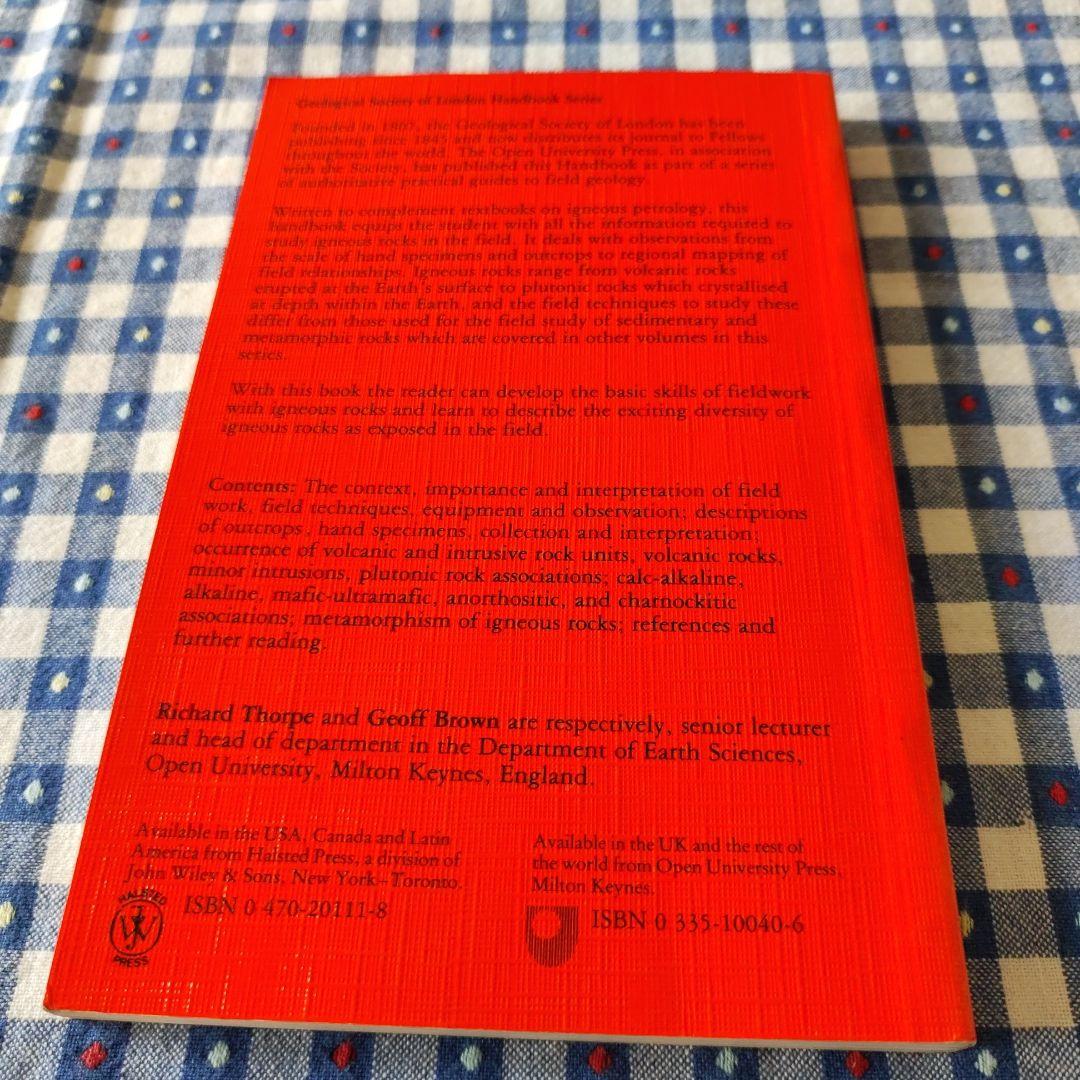 Geological Society of London Handbook Series
Founded in 1807, the Geological Society of London has been
publishing since 1845 and now distributes its Journal to Fellows
throughout the world. The Open University Press, in association
with the Society, has published this Handbook as part of a series
of authoritative practical guides to field geology.
Written to complement textbooks on igneous petrology, this
handbook equips the student with all the information required to
study igneous rocks in the field. It deals with observations from
the scale of hand specimens and outcrops to regional mapping of
field relationships. Igneous rocks range from volcanic rocks
erupted at the Earth's surface to plutonic rocks which crystallised
at depth within the Earth, and the field techniques to study these
differ from those used for the field study of sedimentary and
metamorphic rocks which are covered in other volumes in this
series.
With this book the reader can develop the basic skills of fieldwork
with igneous rocks and learn to describe the exciting diversity of
igneous rocks as exposed in the field.
Contents: The context, importance and interpretation of field
work, field techniques, equipment and observation; descriptions
of outcrops, hand specimens, collection and interpretation;
occurrence of volcanic and intrusive rock units, volcanic rocks,
minor intrusions, plutonic rock associations; calc-alkaline,
alkaline, mafic-ultramafic, anorthositic, and charnockitic
associations; metamorphism of igneous rocks; references and
further reading.
Richard Thorpe and Geoff Brown are respectively, senior lecturer
and head of department in the Department of Earth Sciences,
Open University, Milton Keynes, England.
Available in the USA, Canada and Latin
America from Halsted Press, a division of
John Wiley & Sons, New York–Toronto.
HALSTED
JW
PRESS
ISBN 0 470-20111-8
Available in the UK and the rest of
the world from Open University Press,
Milton Keynes.
ISBN 0 335-10040-6